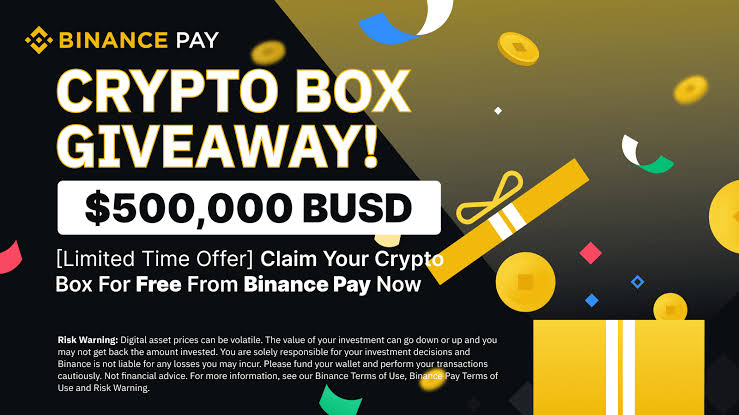 BINANCE PAY
CRYPTO BOX
GIVEAWAY!
$500,000 BUSD
[Limited Time Offer] Claim Your Crypto
Box For Free From Binance Pay Now
Risk Warning: Digital asset prices can be volatile. The value of your investment can go down or up and you
may not get back the amount invested. You are solely responsible for your investment decisions and
Binance is not liable for any losses you may incur. Please fund your wallet and perform your transactions
cautiously. Not financial advice. For more information, see our Binance Terms of Use, Binance Pay Terms of
Use and Risk Warning.